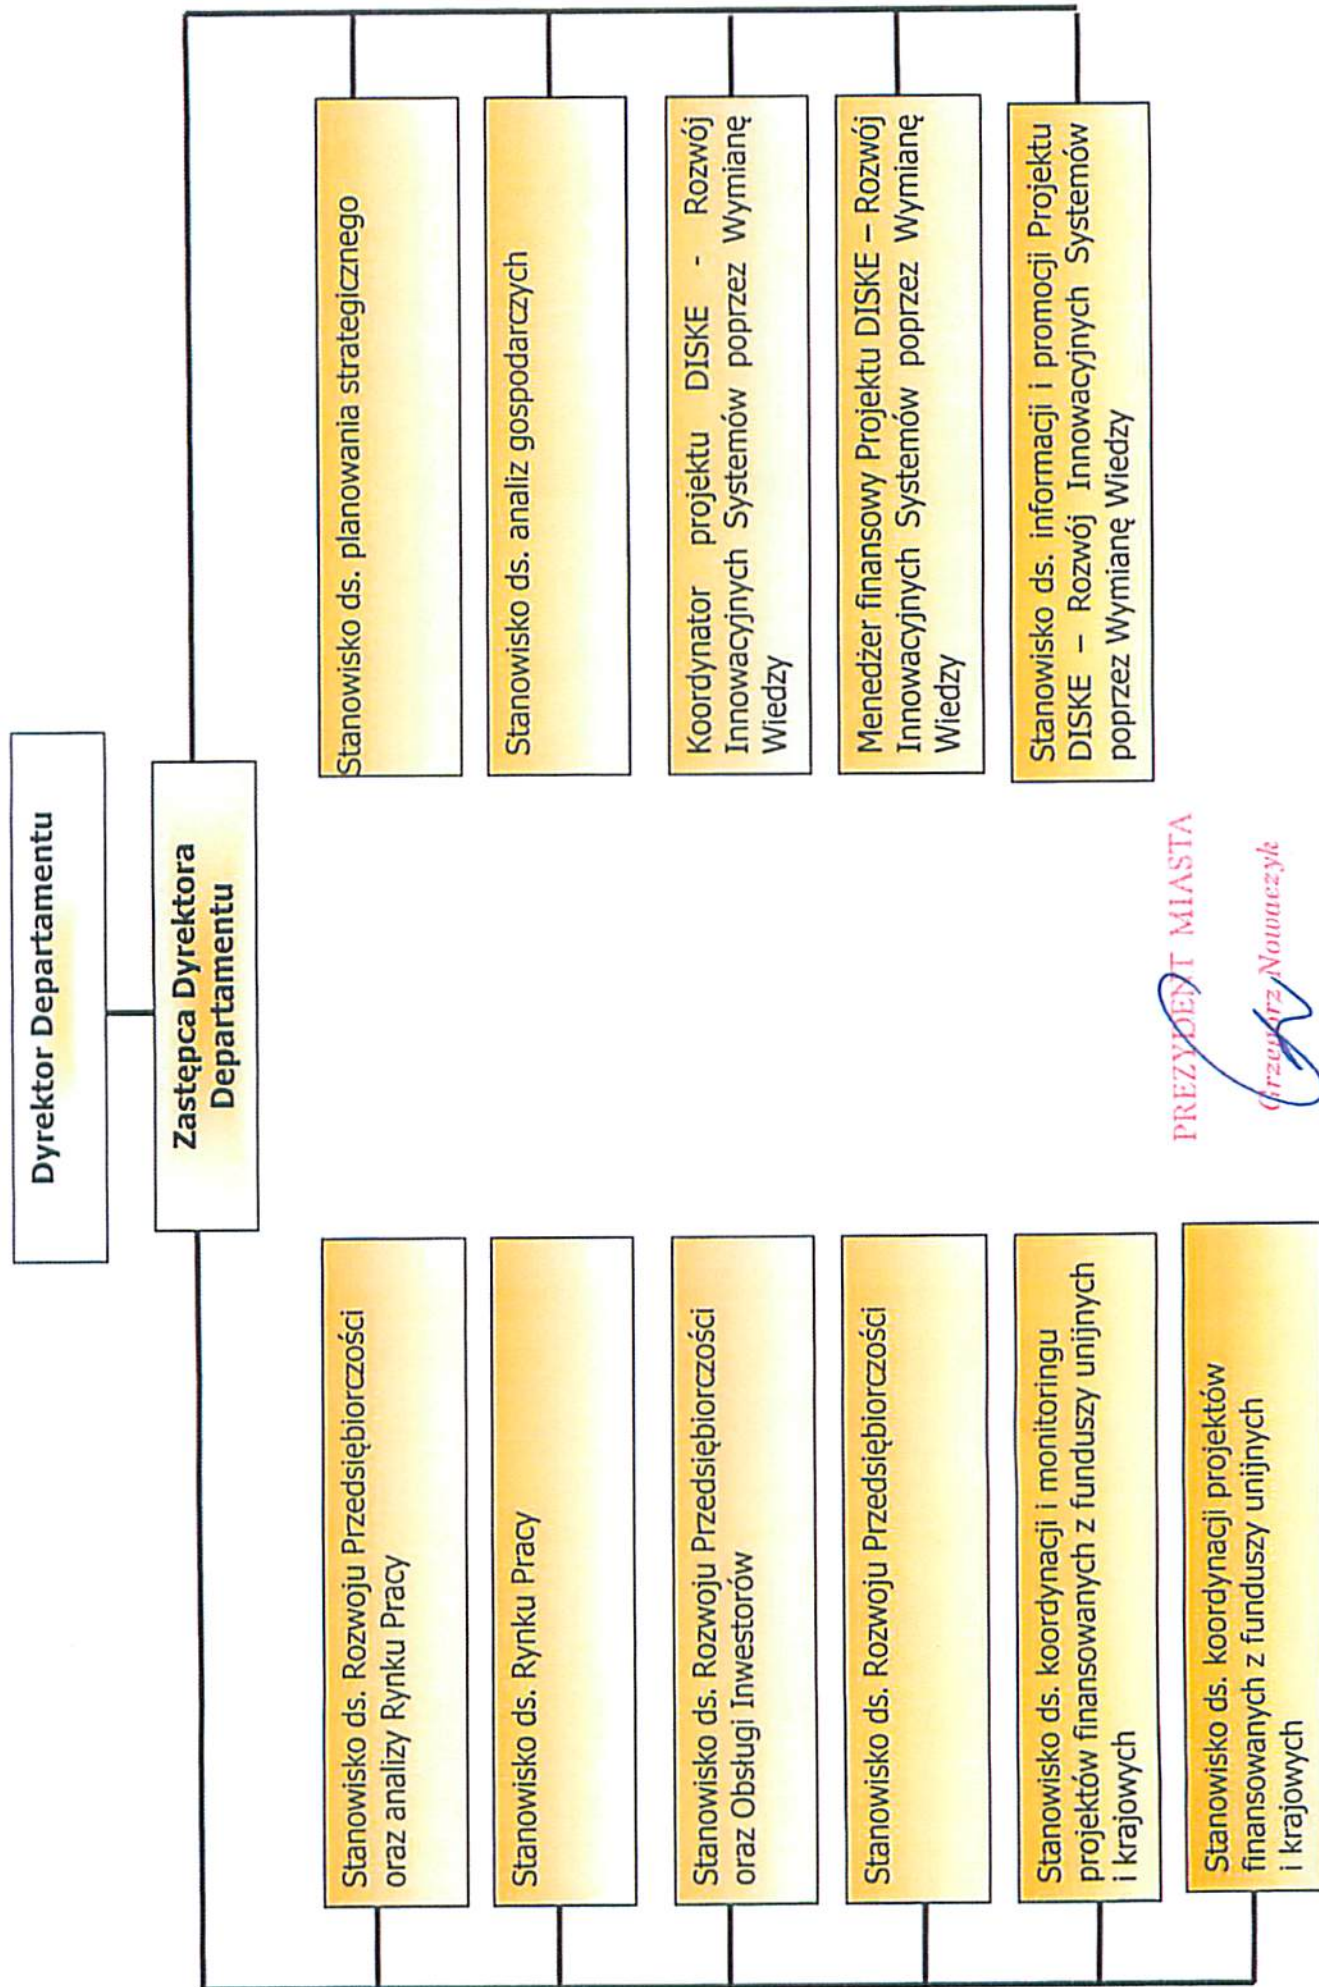 Dyrektor Departamentu
Zastępca Dyrektora
Departamentu
Stanowisko ds. Rozwoju Przedsiębiorczości
oraz analizy Rynku Pracy
Stanowisko ds. Rynku Pracy
Stanowisko ds. Rozwoju Przedsiębiorczości
oraz Obsługi Inwestorów
Stanowisko ds. Rozwoju Przedsiębiorczości
Stanowisko ds. koordynacji i monitoringu
projektów finansowanych z funduszy unijnych
i krajowych
Stanowisko ds. koordynacji projektów
finansowanych z funduszy unijnych
i krajowych
Stanowisko ds. planowania strategicznego
Stanowisko ds. analiz gospodarczych
Koordynator projektu DISKE - Rozwój
Innowacyjnych Systemów poprzez Wymianę
Wiedzy
Menedżer finansowy Projektu DISKE – Rozwój
Innowacyjnych Systemów poprzez Wymianę
Wiedzy
Stanowisko ds. informacji i promocji Projektu
DISKE – Rozwój Innowacyjnych Systemów
poprzez Wymianę Wiedzy
PREZYDENT MIASTA
Grzegorz Nowaczyk